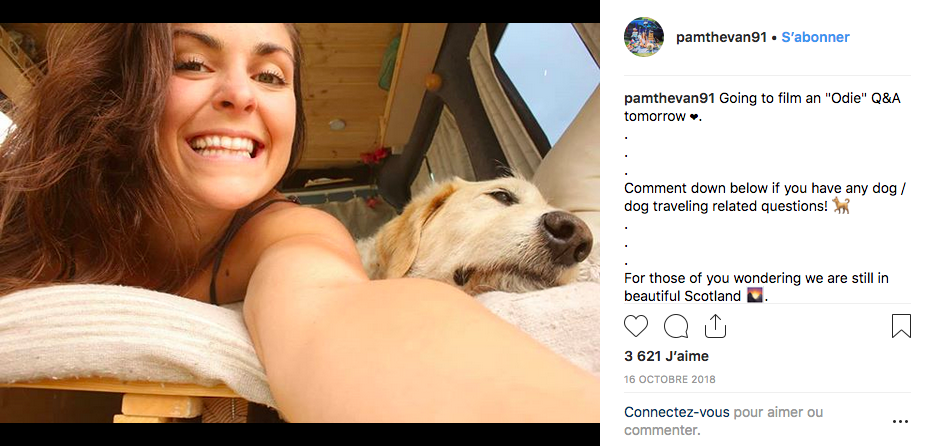 pamthevan91 • S'abonner
pamthevan91 Going to film an "Odie" Q&A
tomorrow ❤.
.
.
.
Comment down below if you have any dog /
dog traveling related questions! 🐕
.
.
.
For those of you wondering we are still in
beautiful Scotland 🌄.
3 621 J'aime
16 OCTOBRE 2018
Connectez-vous pour aimer ou
commenter.